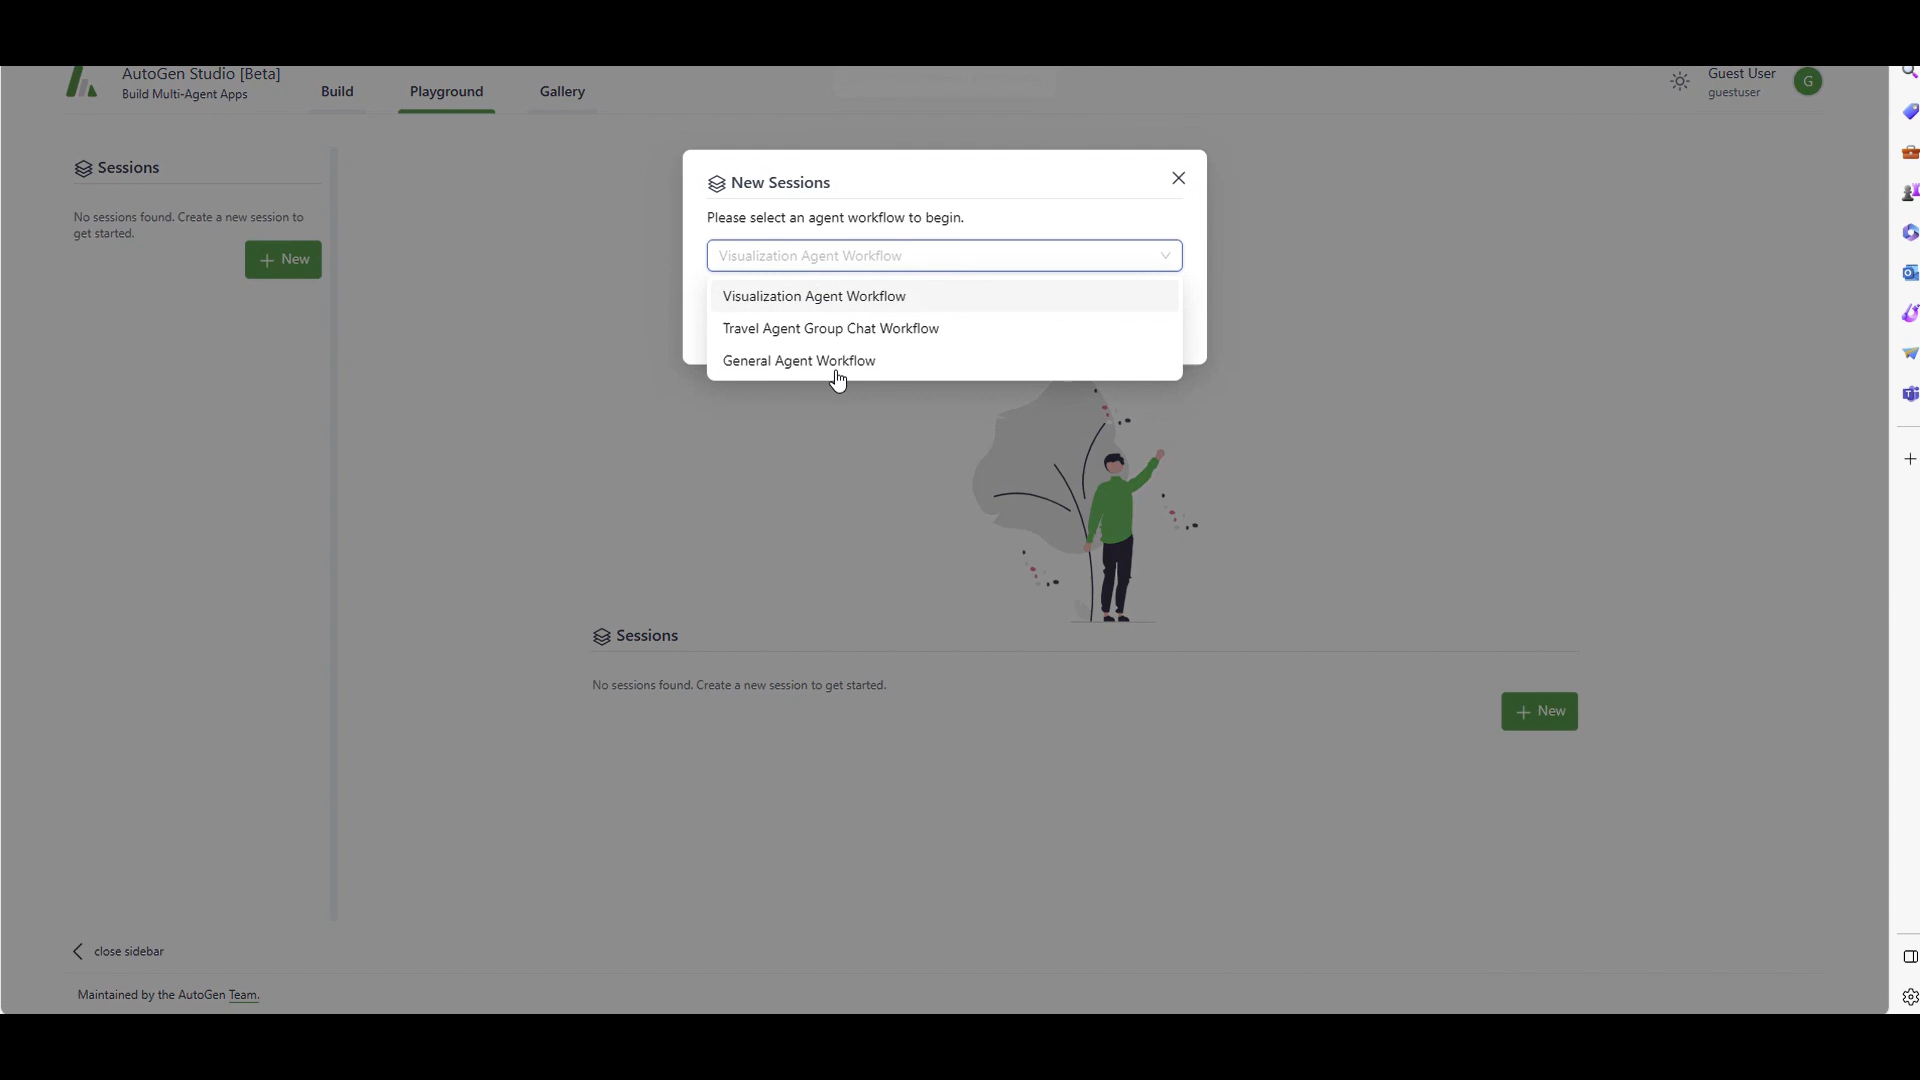 AutoGen Studio [Beta]
Build Multi-Agent Apps
Build
Playground
Gallery
Guest User
guestuser
G
Sessions
No sessions found. Create a new session to
get started.
+ New
New Sessions
Please select an agent workflow to begin.
Visualization Agent Workflow
Visualization Agent Workflow
Travel Agent Group Chat Workflow
General Agent Workflow
Sessions
No sessions found. Create a new session to get started.
+ New
close sidebar
Maintained by the AutoGen Team.